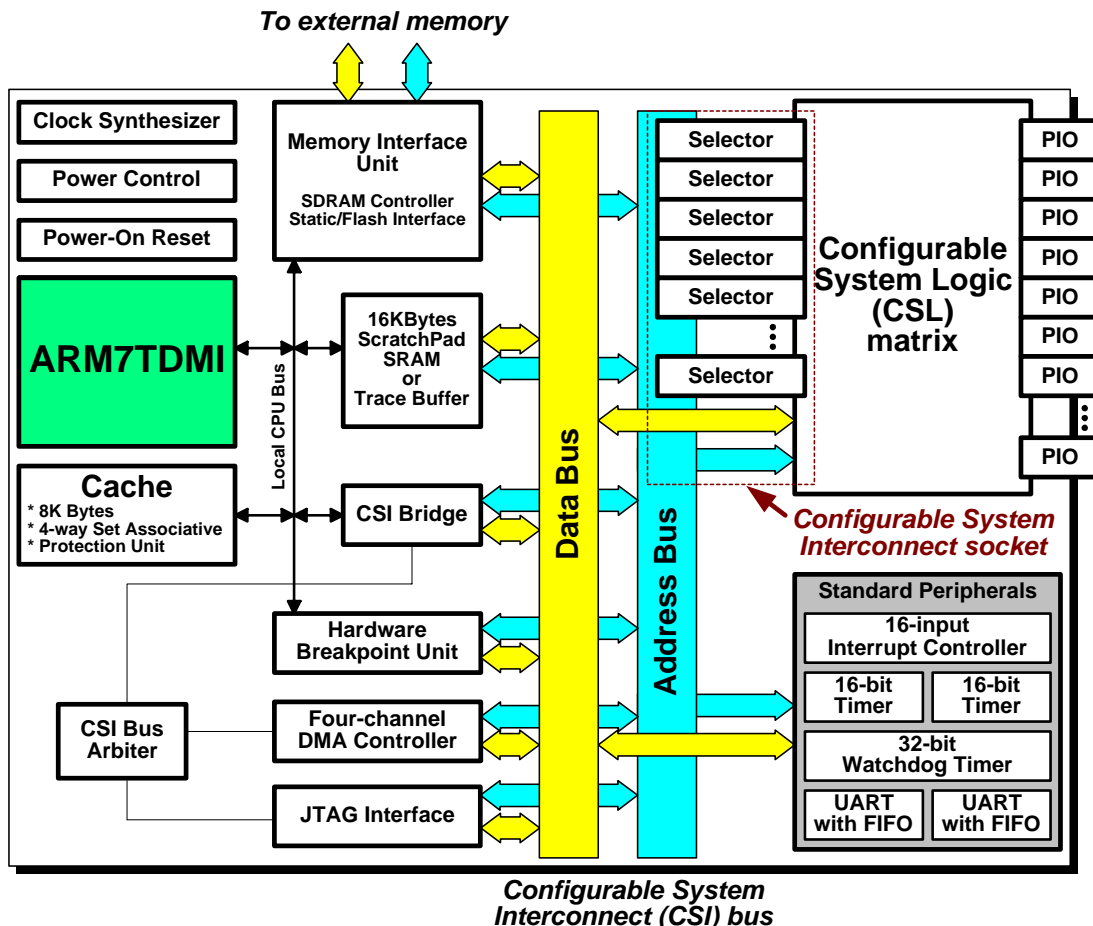 To external memory
Clock Synthesizer
Power Control
Power-On Reset
ARM7TDMI
Cache
* 8K Bytes
* 4-way Set Associative
* Protection Unit
CSI Bus
Arbiter
Local CPU Bus
Memory Interface
Unit
SDRAM Controller
Static/Flash Interface
16KBytes
ScratchPad
SRAM
or
Trace Buffer
CSI Bridge
Hardware
Breakpoint Unit
Four-channel
DMA Controller
JTAG Interface
Data Bus
Address Bus
Selector
Selector
Selector
Selector
Selector
Selector
Configurable
System Logic
(CSL)
matrix
PIO
PIO
PIO
PIO
PIO
PIO
PIO
PIO
Configurable System
Interconnect socket
Standard Peripherals
16-input
Interrupt Controller
16-bit
Timer
16-bit
Timer
32-bit
Watchdog Timer
UART
with FIFO
UART
with FIFO
Configurable System
Interconnect (CSI) bus